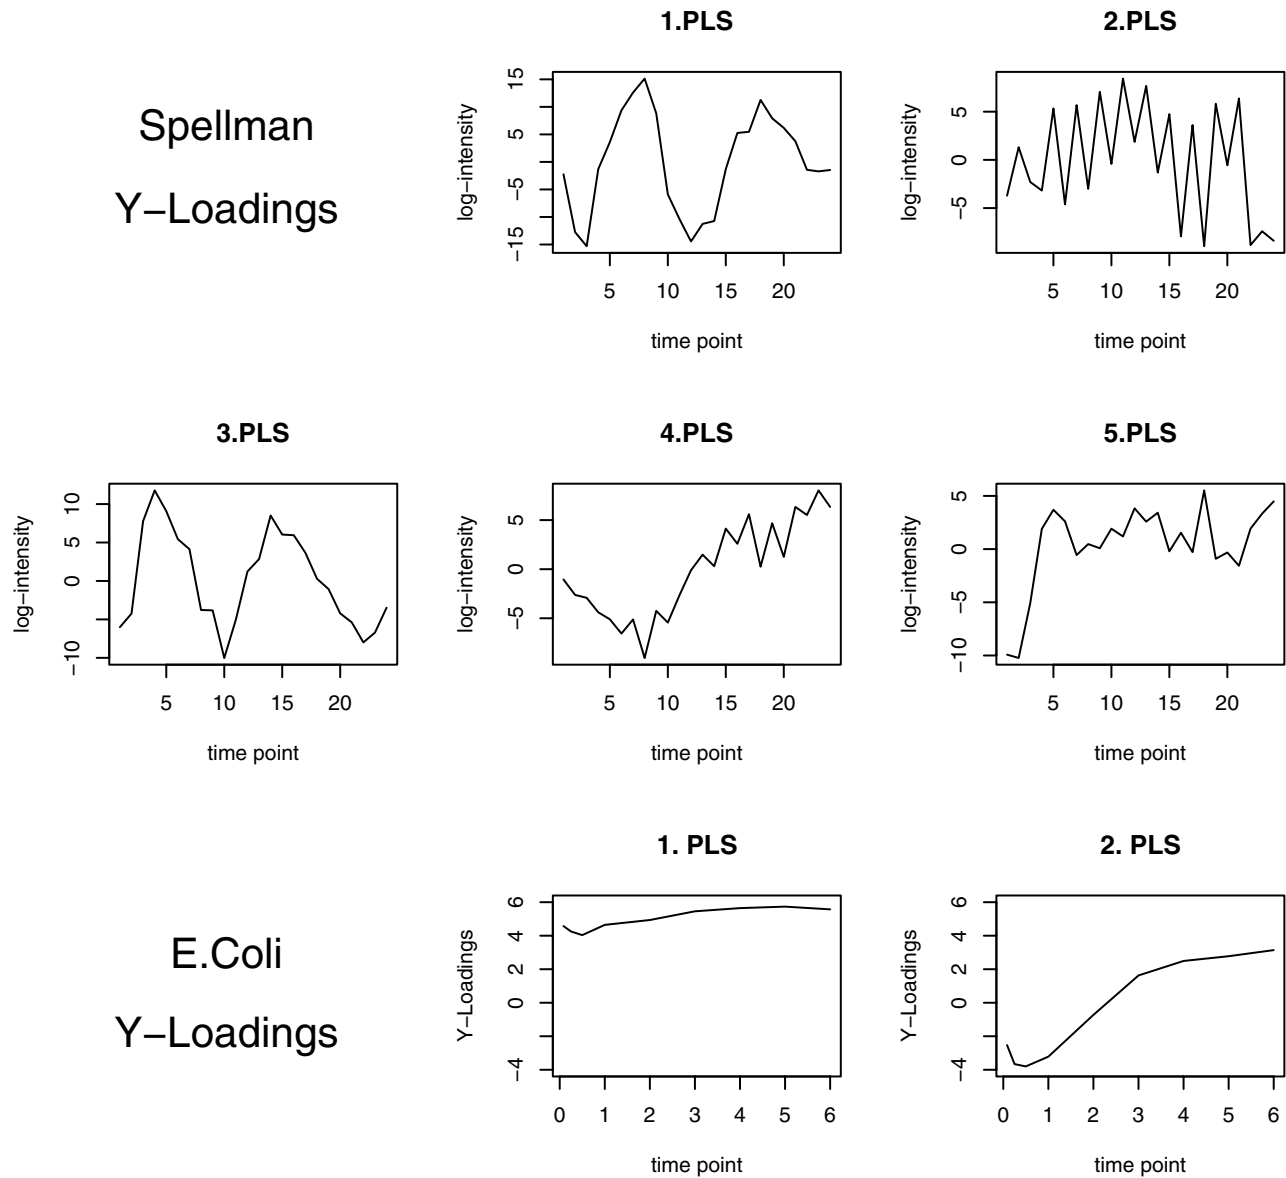 1.PLS
2.PLS
Spellman
Y−Loadings
log−intensity
15
5
−5
−15
5 10 15 20
time point
log−intensity
5
0
−5
5 10 15 20
time point
3.PLS
4.PLS
5.PLS
log−intensity
10
5
0
−10
5 10 15 20
time point
log−intensity
5
0
−5
5 10 15 20
time point
log−intensity
5
0
−5
−10
5 10 15 20
time point
1. PLS
2. PLS
E.Coli
Y−Loadings
Y−Loadings
6
4
2
0
−4
0 1 2 3 4 5 6
time point
Y−Loadings
6
4
2
0
−4
0 1 2 3 4 5 6
time point